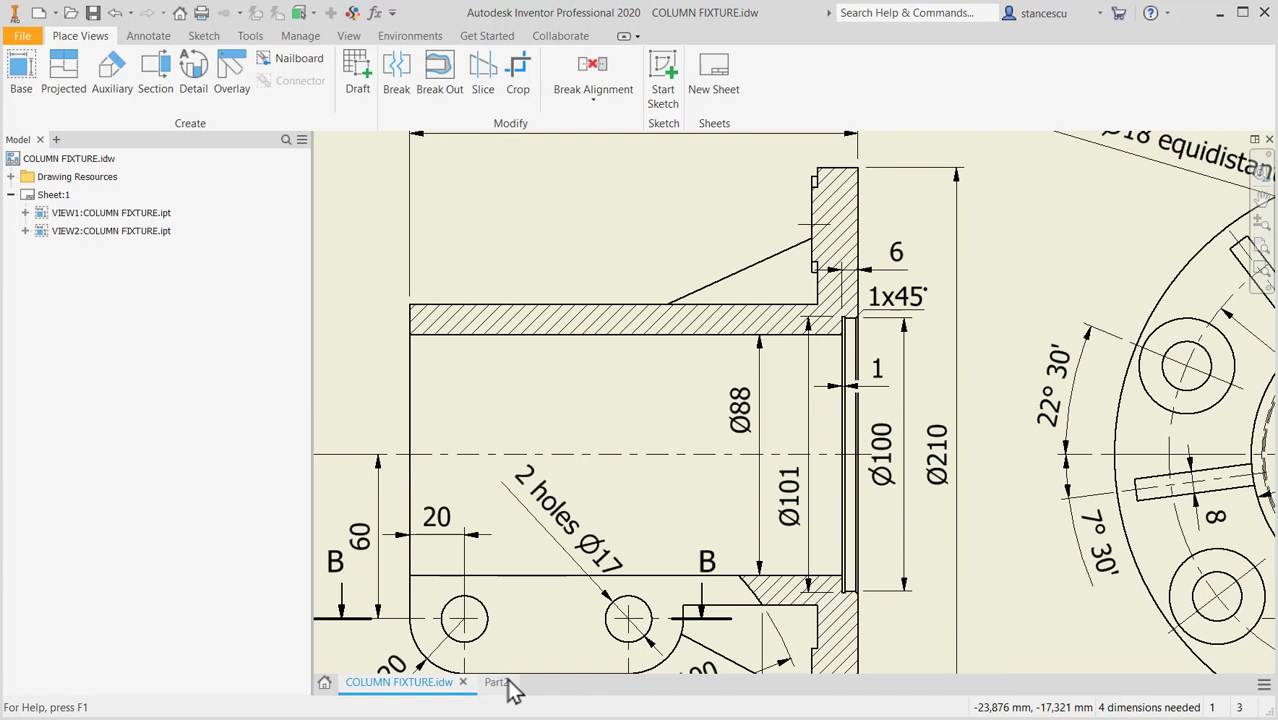 PRO
Autodesk Inventor Professional 2020 COLUMN FIXTURE.idw
Search Help & Commands...
stancescu
File Place Views Annotate Sketch Tools Manage View Environments Get Started Collaborate
Base Projected Auxiliary Section Detail Overlay
Nailboard
Connector
Draft
Break Break Out Slice Crop
Break Alignment
Start
Sketch
New Sheet
Create Modify Sketch Sheets
Model
COLUMN FIXTURE.idw
Drawing Resources
Sheet:1
VIEW1:COLUMN FIXTURE.ipt
VIEW2:COLUMN FIXTURE.ipt
Ø18 equidistant
6
1x45°
1
Ø88
Ø101
Ø100
Ø210
22° 30'
7° 30'
8
2 holes Ø17
20
60
B B
COLUMN FIXTURE.idw
For Help, press F1
-23,876 mm, -17,321 mm 4 dimensions needed 1 3